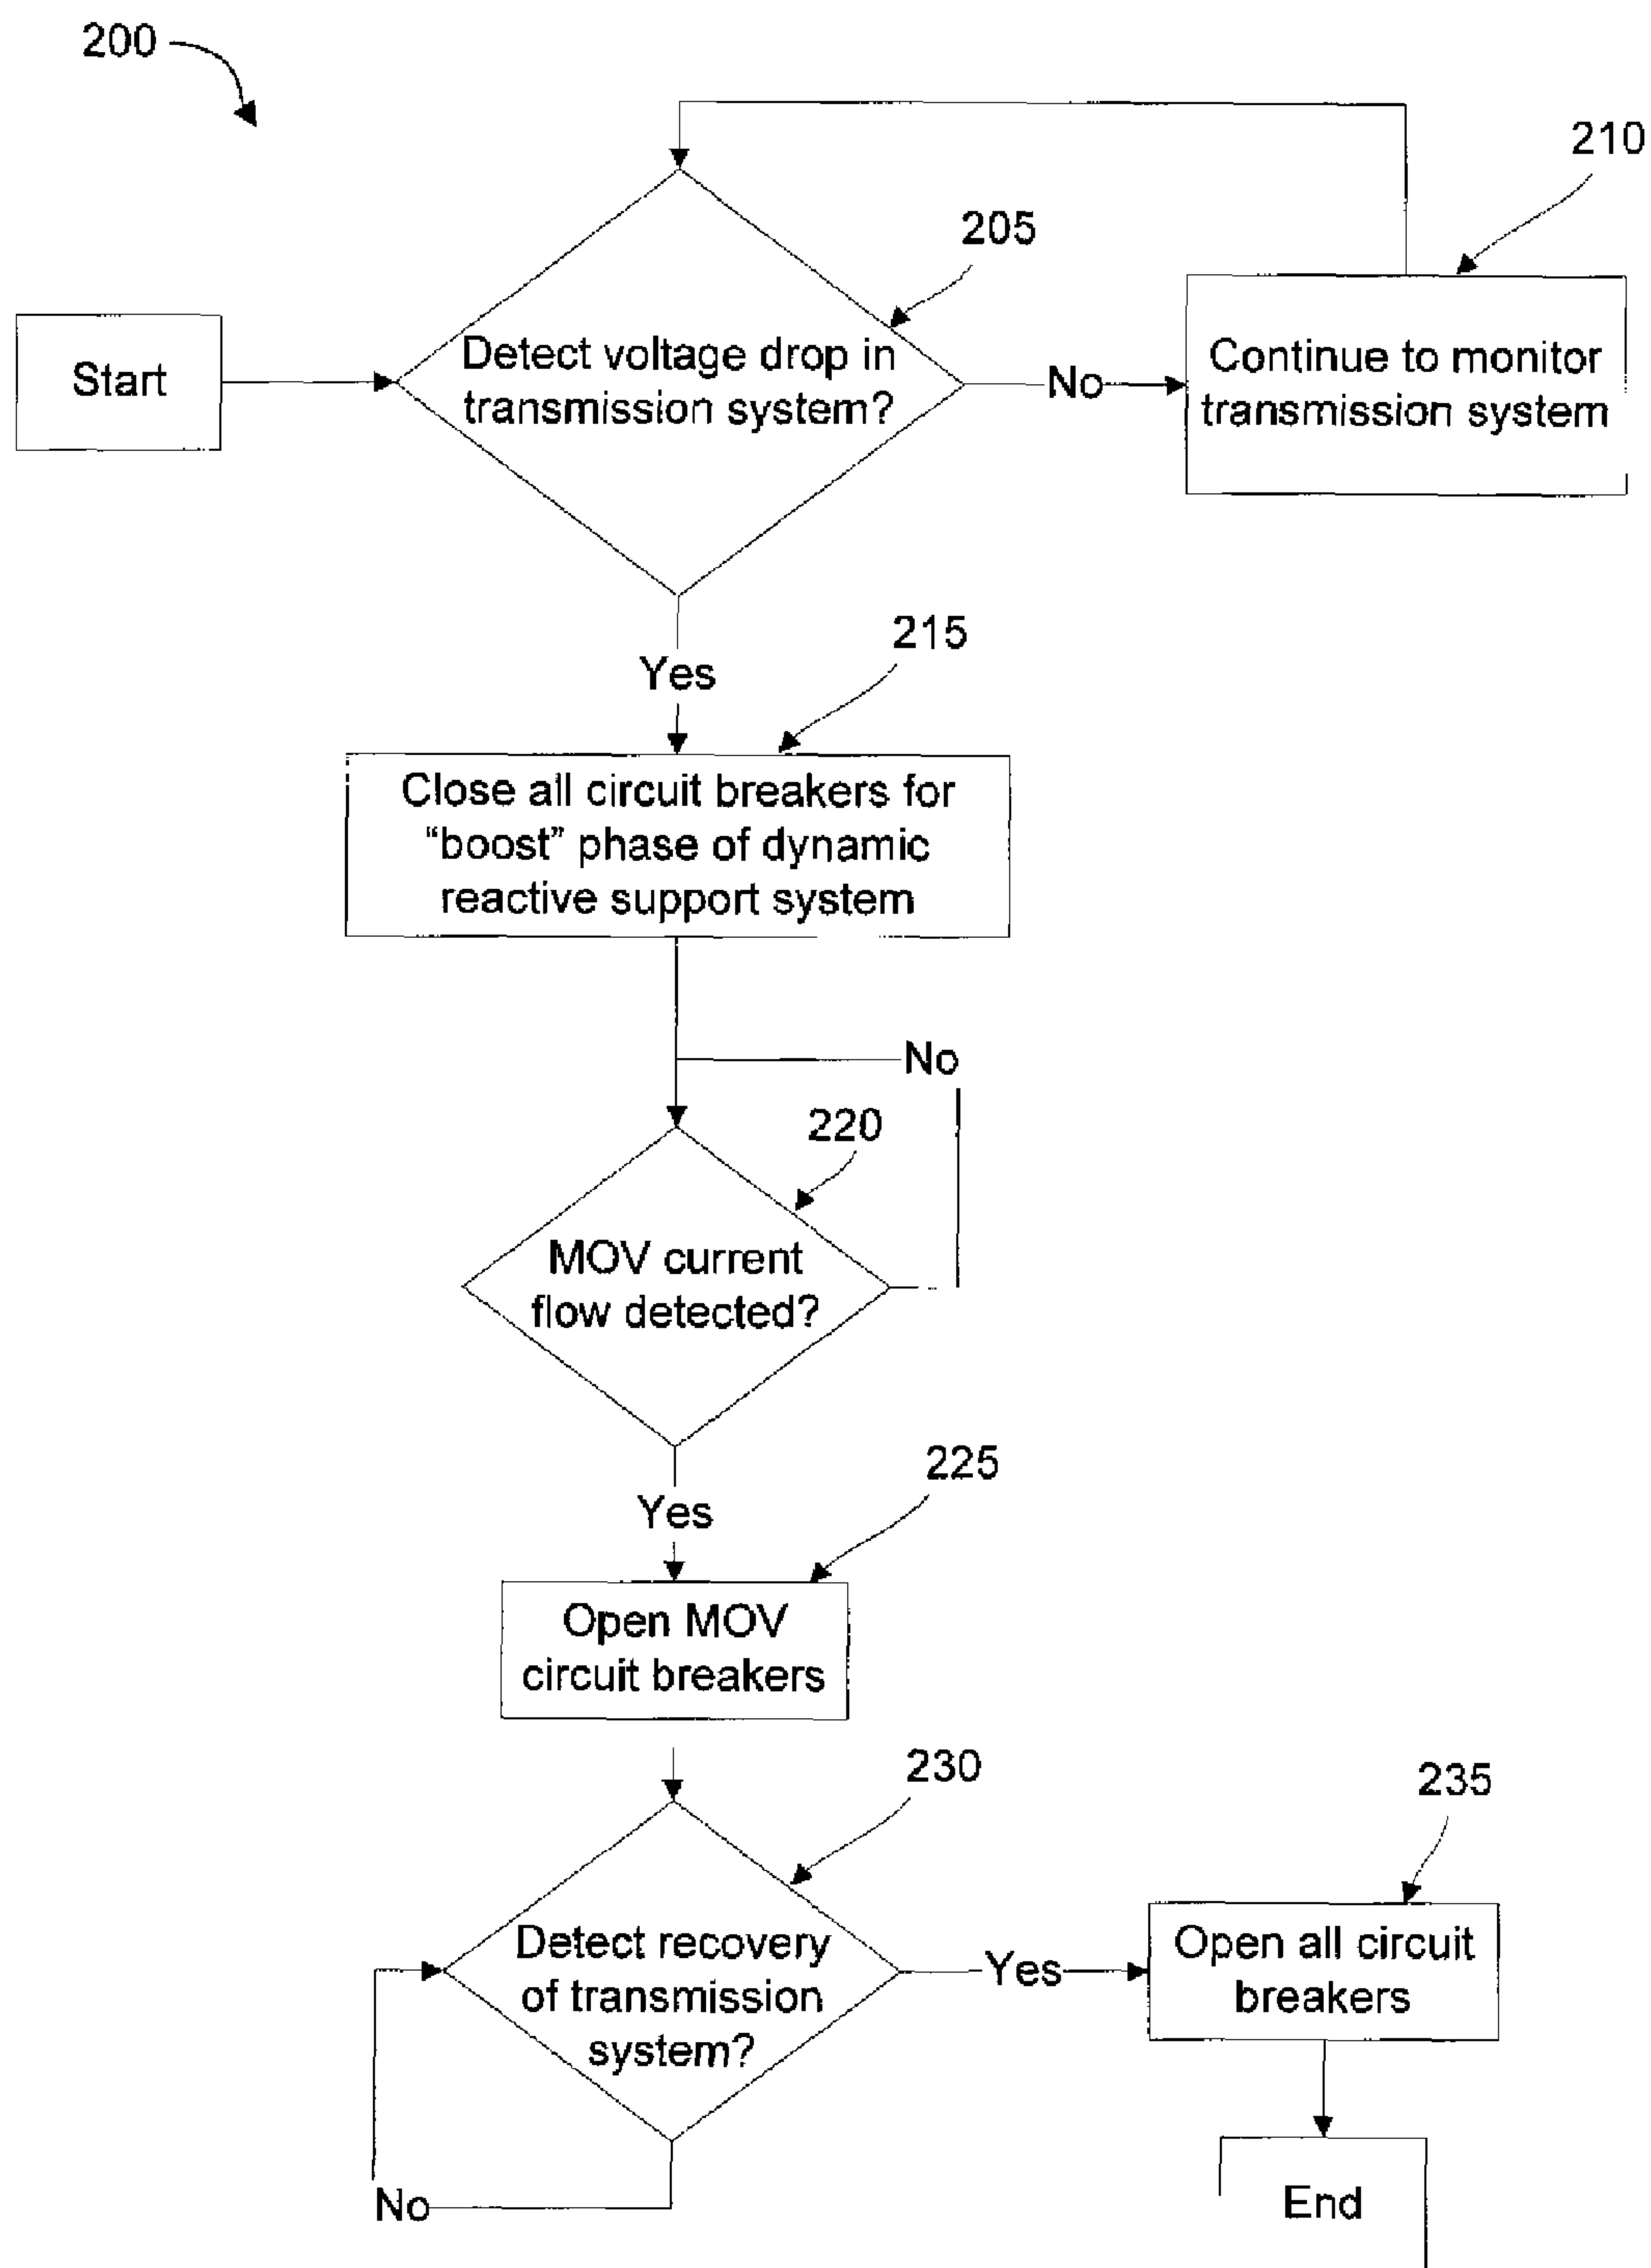 200
210
205
Start
Detect voltage drop in
transmission system?
No
Continue to monitor
transmission system
215
Yes
Close all circuit breakers for
“boost” phase of dynamic
reactive support system
No
220
MOV current
flow detected?
225
Yes
Open MOV
circuit breakers
230
235
Detect recovery
of transmission
system?
Yes
Open all circuit
breakers
No
End